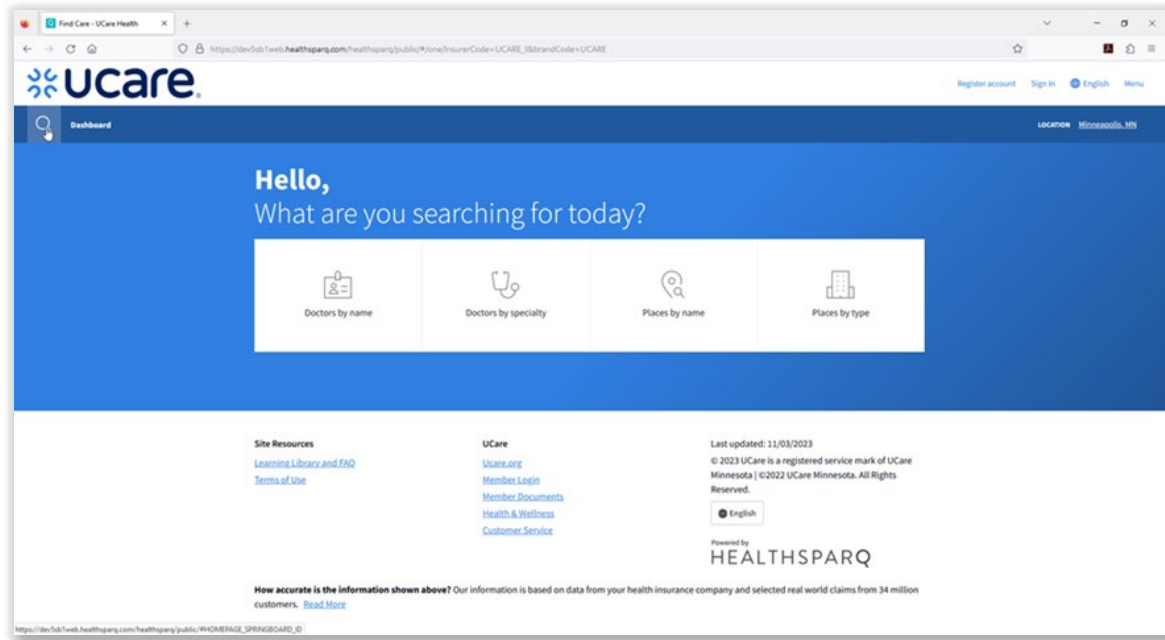 Find Care - UCare Health
https://dev5sb1web.healthsparq.com/healthsparq/public/#/one/insurerCode=UCARE_I&brandCode=UCARE
ucare
Register account Sign In English Menu
Dashboard
LOCATION Minneapolis, MN
Hello,
What are you searching for today?
Doctors by name Doctors by specialty Places by name Places by type
Site Resources
Learning Library and FAQ
Terms of Use
UCare
Ucare.org
Member Login
Member Documents
Health & Wellness
Customer Service
Last updated: 11/03/2023
© 2023 UCare is a registered service mark of UCare
Minnesota | ©2022 UCare Minnesota. All Rights
Reserved.
English
Powered by
HEALTHSPARQ
How accurate is the information shown above? Our information is based on data from your health insurance company and selected real world claims from 34 million
customers. Read More
https://dev5sb1web.healthsparq.com/healthsparq/public/#HOMEPAGE_SPRINGBOARD_ID